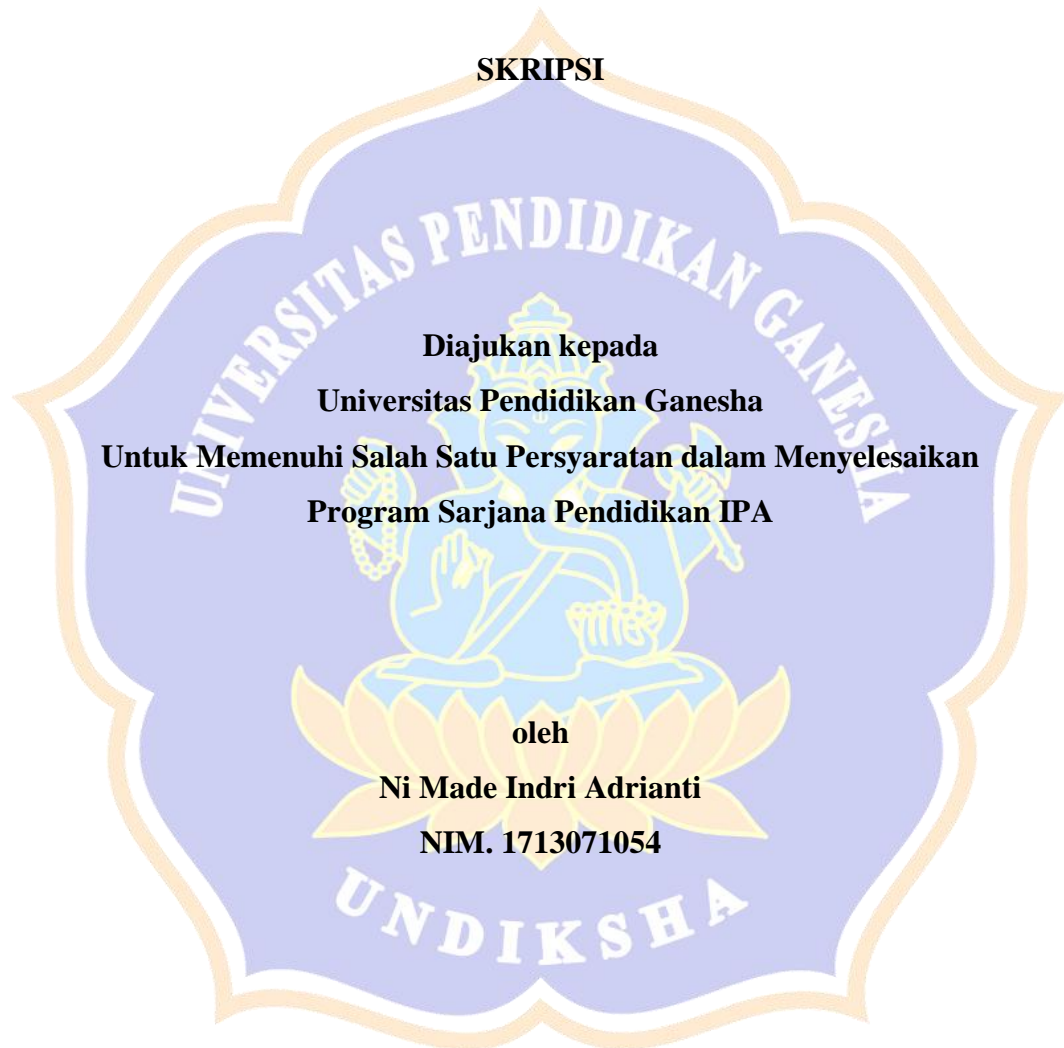 SKRIPSI
UNIVERSITAS PENDIDIKAN GANESHA
Diajukan kepada
Universitas Pendidikan Ganesha
Untuk Memenuhi Salah Satu Persyaratan dalam Menyelesaikan
Program Sarjana Pendidikan IPA
oleh
Ni Made Indri Adrianti
NIM. 1713071054
UNDIKSHA